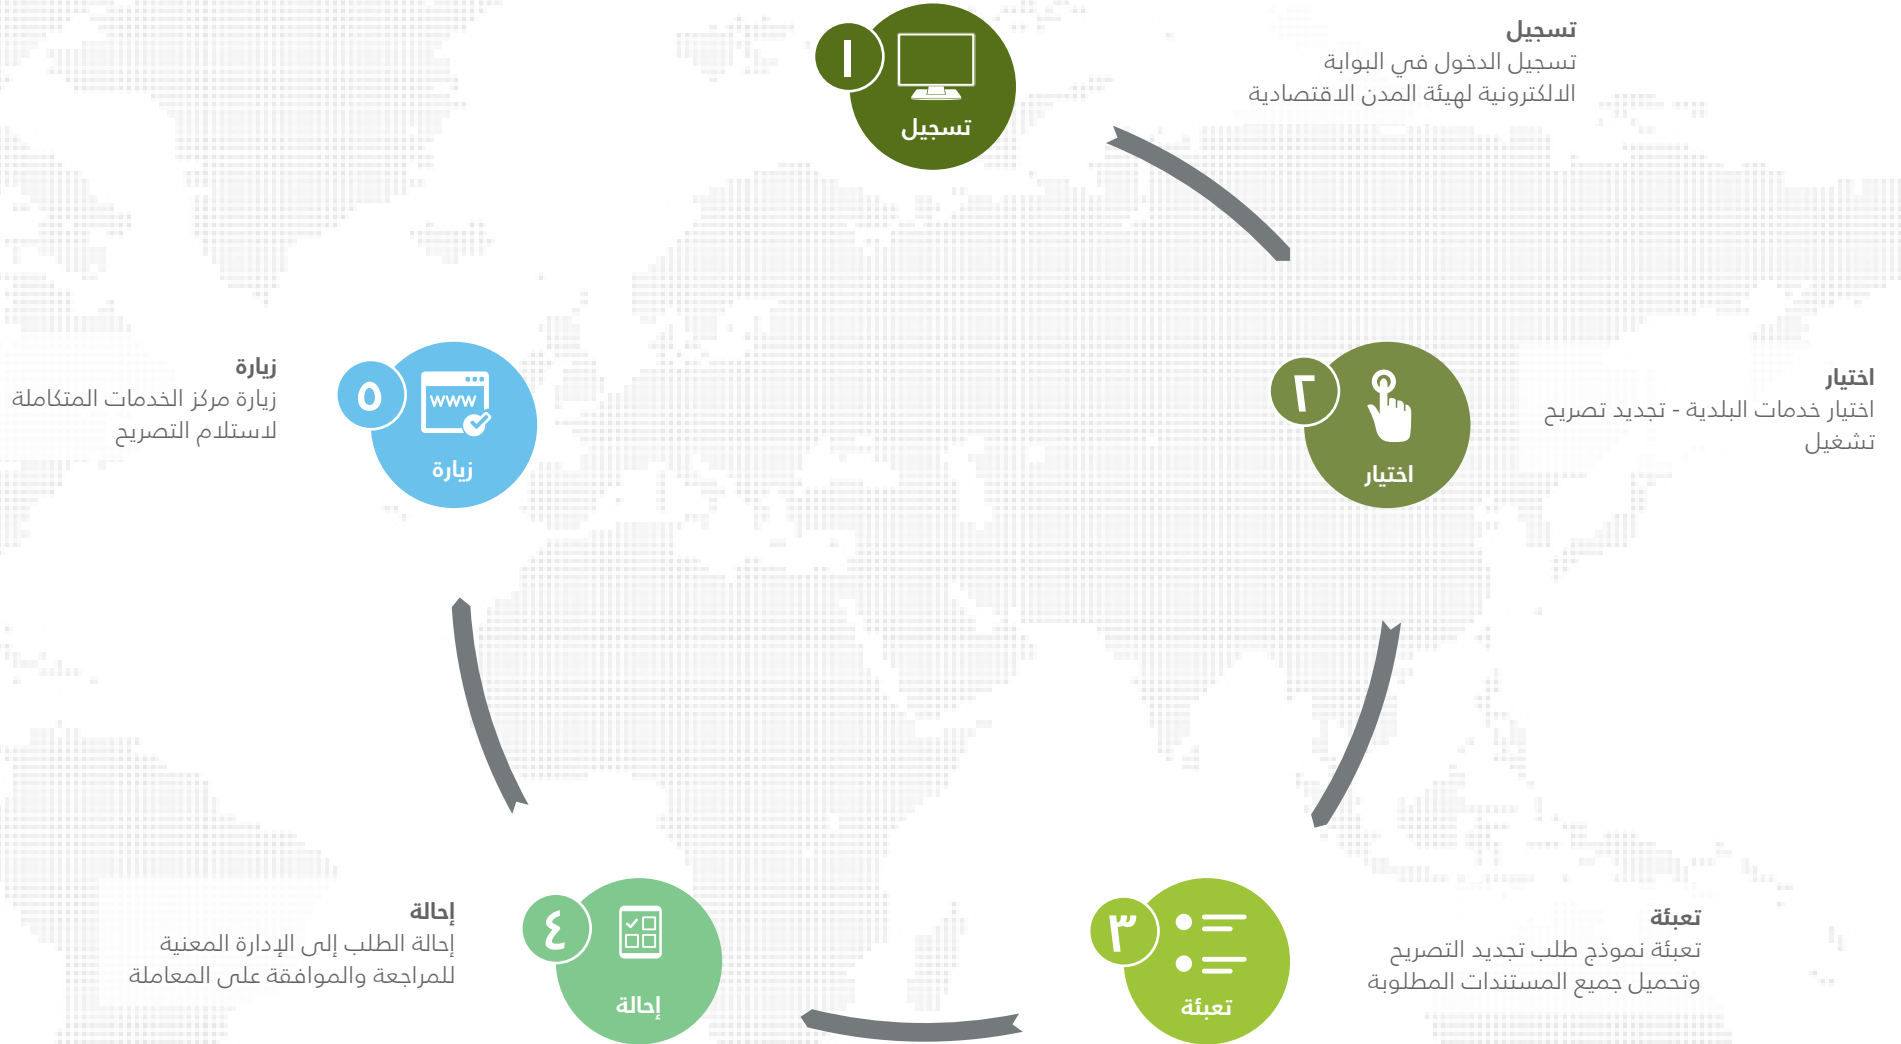 ١
تسجيل
تسجيل
تسجيل الدخول في البوابة
الالكترونية لهيئة المدن الاقتصادية
٢
اختيار
اختيار
اختيار خدمات البلدية - تجديد تصريح
تشغيل
٣
تعبئة
تعبئة
تعبئة نموذج طلب تجديد التصريح
وتحميل جميع المستندات المطلوبة
٤
إحالة
إحالة
إحالة الطلب إلى الإدارة المعنية
للمراجعة والموافقة على المعاملة
٥
www
زيارة
زيارة
زيارة مركز الخدمات المتكاملة
لاستلام التصريح